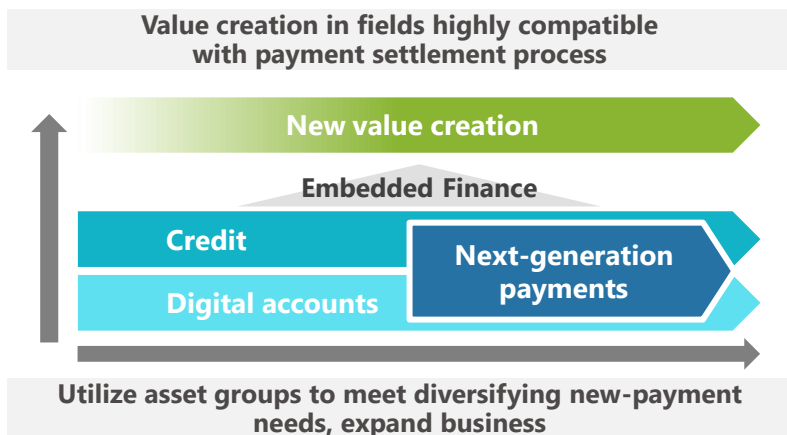 Value creation in fields highly compatible
with payment settlement process
New value creation
Embedded Finance
Credit
Next-generation
payments
Digital accounts
Utilize asset groups to meet diversifying new-payment
needs, expand business